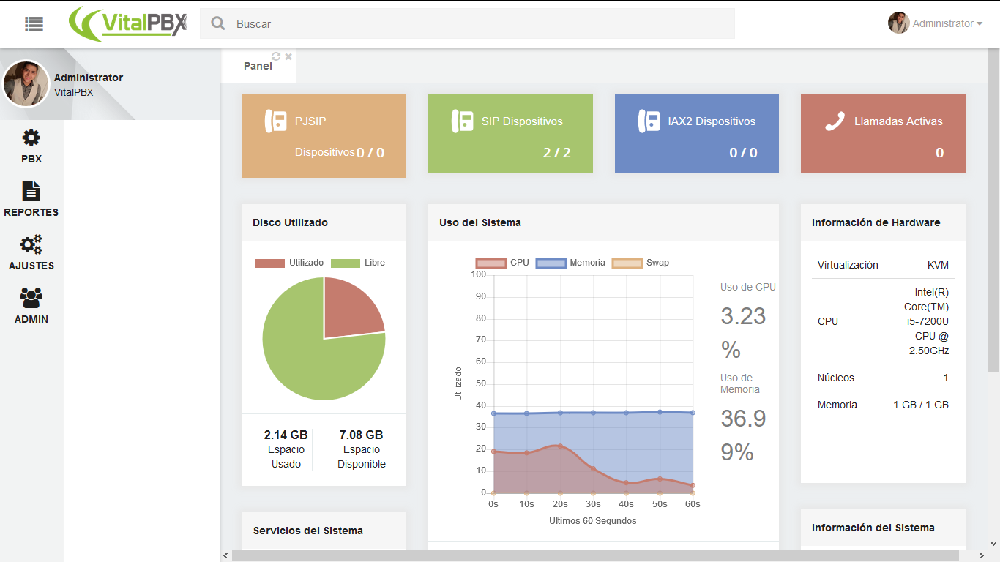 VitalPBX
Buscar
Administrator
Administrator
VitalPBX
Panel
PBX
REPORTES
AJUSTES
ADMIN
PJSIP
Dispositivos 0 / 0
SIP Dispositivos
2 / 2
IAX2 Dispositivos
0 / 0
Llamadas Activas
0
Disco Utilizado
Utilizado Libre
2.14 GB
Espacio
Usado
7.08 GB
Espacio
Disponible
Uso del Sistema
CPU Memoria Swap
100
90
80
70
60
50
40
30
20
10
0
Utilizado
0s 10s 20s 30s 40s 50s 60s
Ultimos 60 Segundos
Uso de CPU
3.23
%
Uso de
Memoria
36.9
9%
Información de Hardware
Virtualización KVM
CPU Intel(R)
Core(TM)
i5-7200U
CPU @
2.50GHz
Núcleos 1
Memoria 1 GB / 1 GB
Servicios del Sistema
Información del Sistema